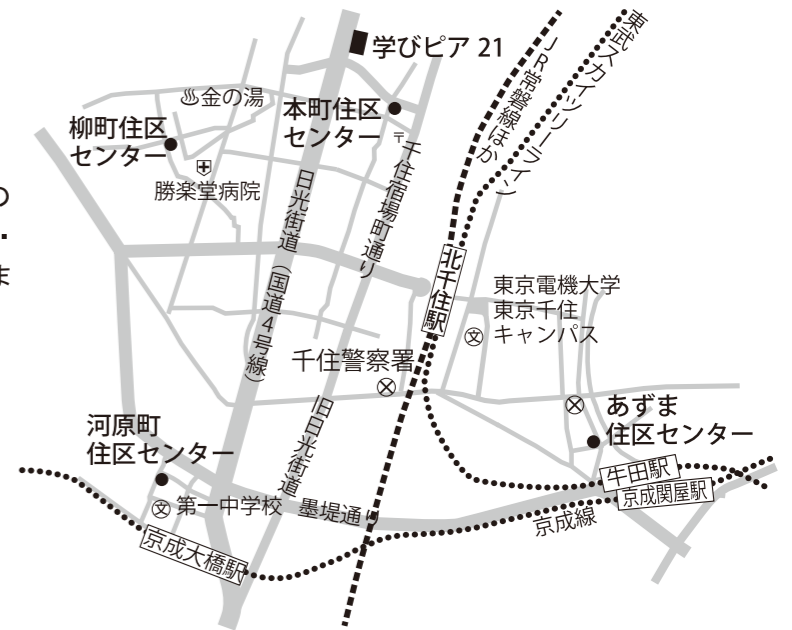 学びピア 21
JR常磐線ほか
東武スカイツリーライン
♨金の湯
本町住区
センター
柳町住区
センター
〒
勝楽堂病院
千住宿場町通り
日光街道(国道4号線)
の
ま
北千住駅
東京電機大学
東京千住
キャンパス
文
千住警察署
旧日光街道
あずま
住区センター
河原町
住区センター
牛田駅
京成関屋駅
文
第一中学校
墨堤通り
京成線
京成大橋駅